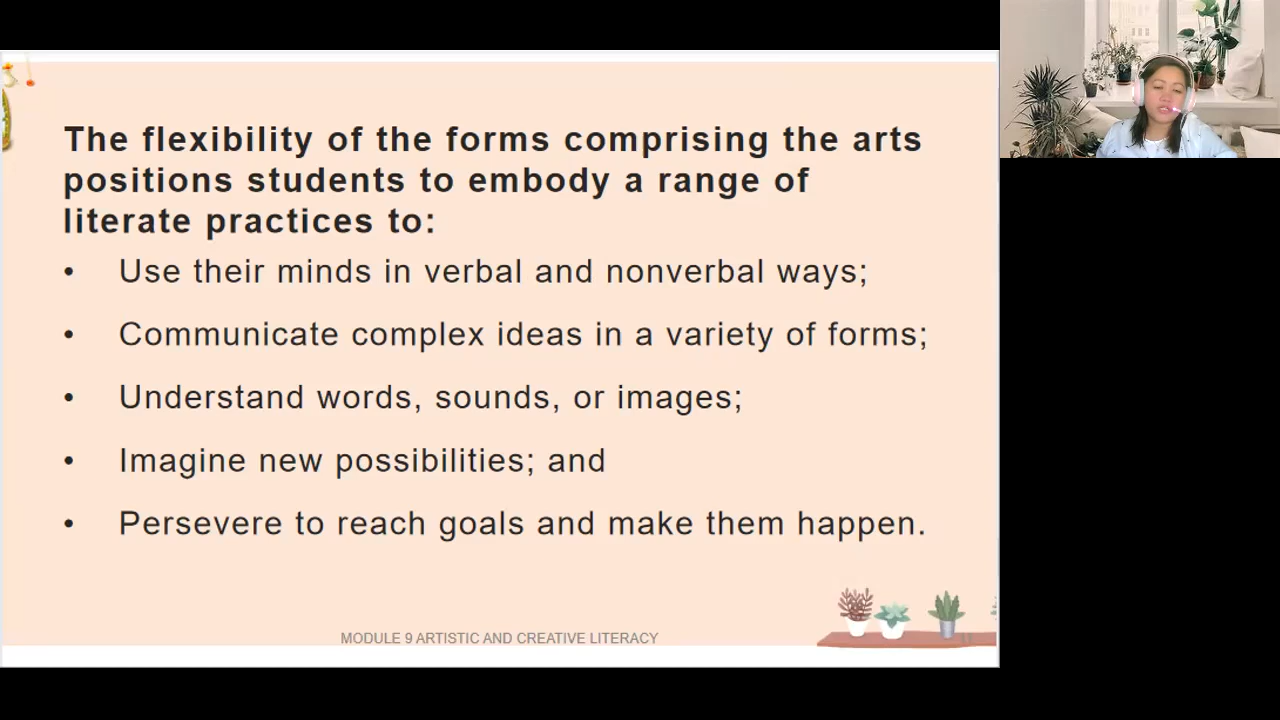 The flexibility of the forms comprising the arts
positions students to embody a range of
literate practices to:
• Use their minds in verbal and nonverbal ways;
• Communicate complex ideas in a variety of forms;
• Understand words, sounds, or images;
• Imagine new possibilities; and
• Persevere to reach goals and make them happen.
MODULE 9 ARTISTIC AND CREATIVE LITERACY